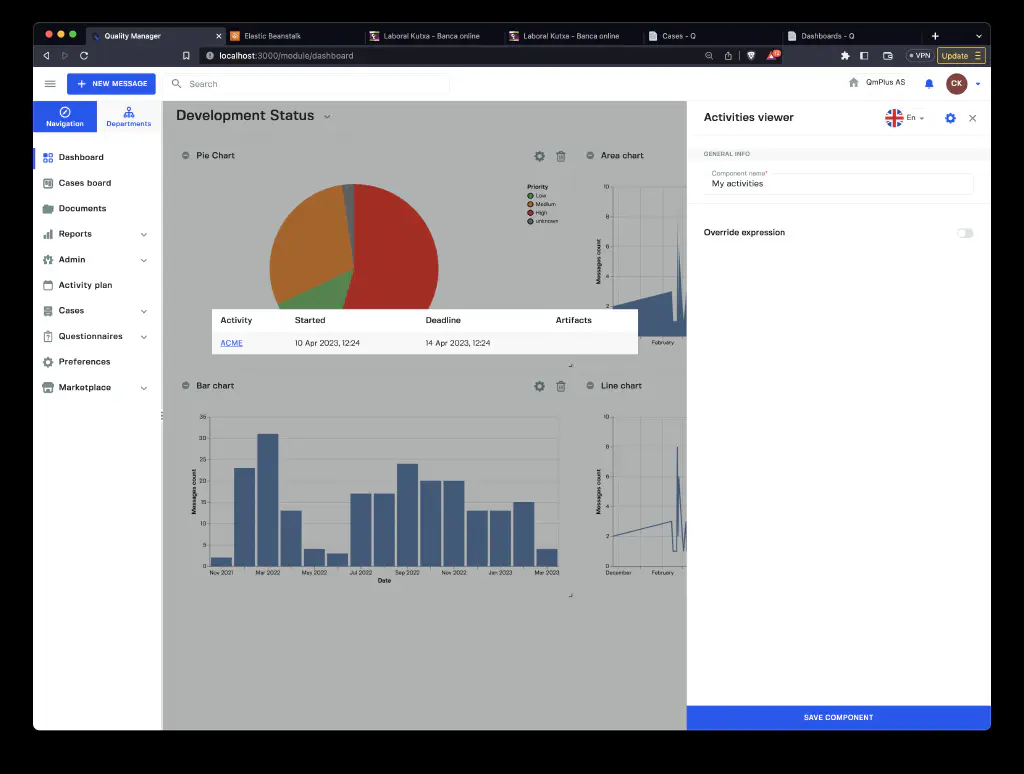 Quality Manager
Elastic Beanstalk
Laboral Kutxa - Banca online
Laboral Kutxa - Banca online
Cases - Q
Dashboards - Q
localhost:3000/module/dashboard
72
VPN
Update
NEW MESSAGE
Search
QmPlus AS
CK
Navigation
Departments
Dashboard
Cases board
Documents
Reports
Admin
Activity plan
Cases
Questionnaires
Preferences
Marketplace
Development Status
Pie Chart
Priority
Low
Medium
High
unknown
Area chart
10
8
6
4
2
Messages count
February
Activity Started Deadline Artifacts
ACME 10 Apr 2023, 12:24 14 Apr 2023, 12:24
Bar chart
35
30
25
20
15
10
5
0
Messages count
Nov 2021 Mar 2022 May 2022 Jul 2022 Sep 2022 Nov 2022 Jan 2023 Mar 2023
Date
Line chart
10
8
6
4
2
0
Messages count
December February
Activities viewer
En
GENERAL INFO
Component name*
My activities
Override expression
SAVE COMPONENT